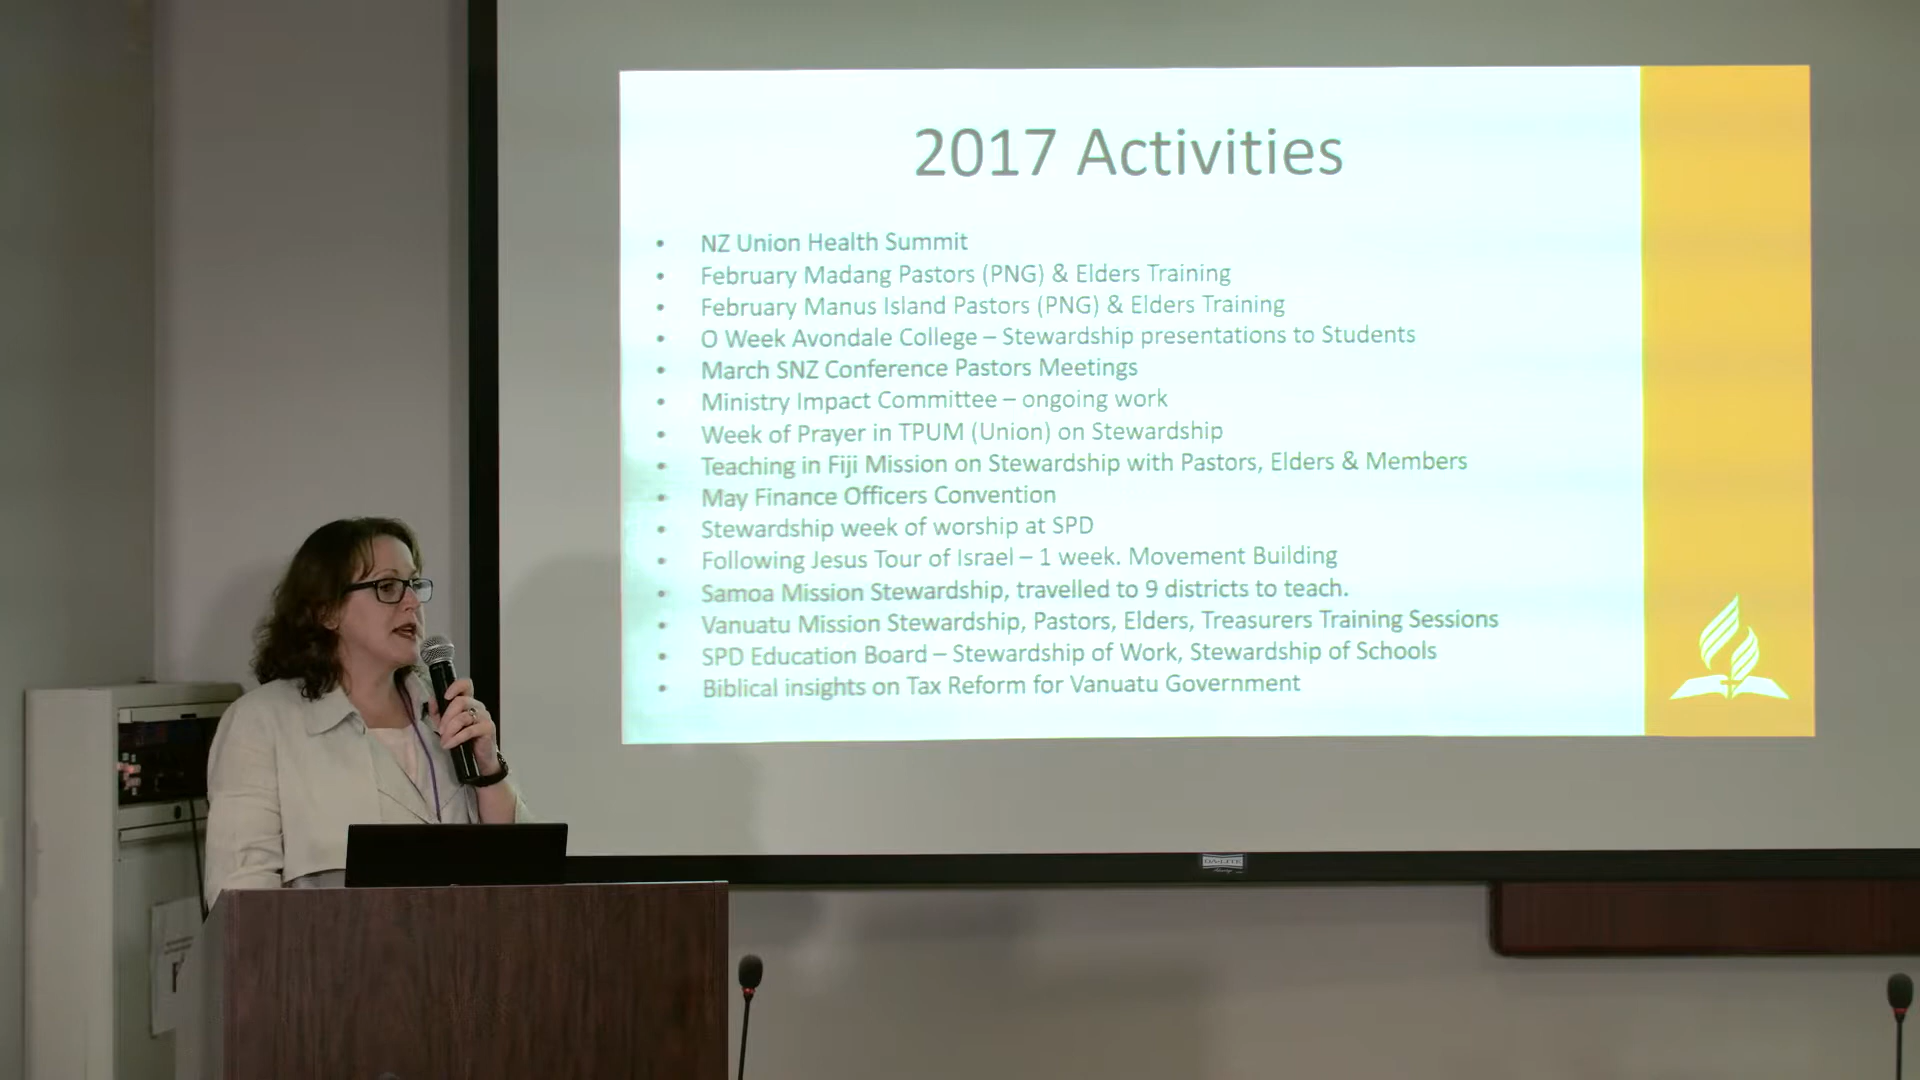 2017 Activities
• NZ Union Health Summit
• February Madang Pastors (PNG) & Elders Training
• February Manus Island Pastors (PNG) & Elders Training
• O Week Avondale College – Stewardship presentations to Students
• March SNZ Conference Pastors Meetings
• Ministry Impact Committee – ongoing work
• Week of Prayer in TPUM (Union) on Stewardship
• Teaching in Fiji Mission on Stewardship with Pastors, Elders & Members
• May Finance Officers Convention
• Stewardship week of worship at SPD
• Following Jesus Tour of Israel – 1 week. Movement Building
• Samoa Mission Stewardship, travelled to 9 districts to teach.
• Vanuatu Mission Stewardship, Pastors, Elders, Treasurers Training Sessions
• SPD Education Board – Stewardship of Work, Stewardship of Schools
• Biblical insights on Tax Reform for Vanuatu Government
DA-LITE